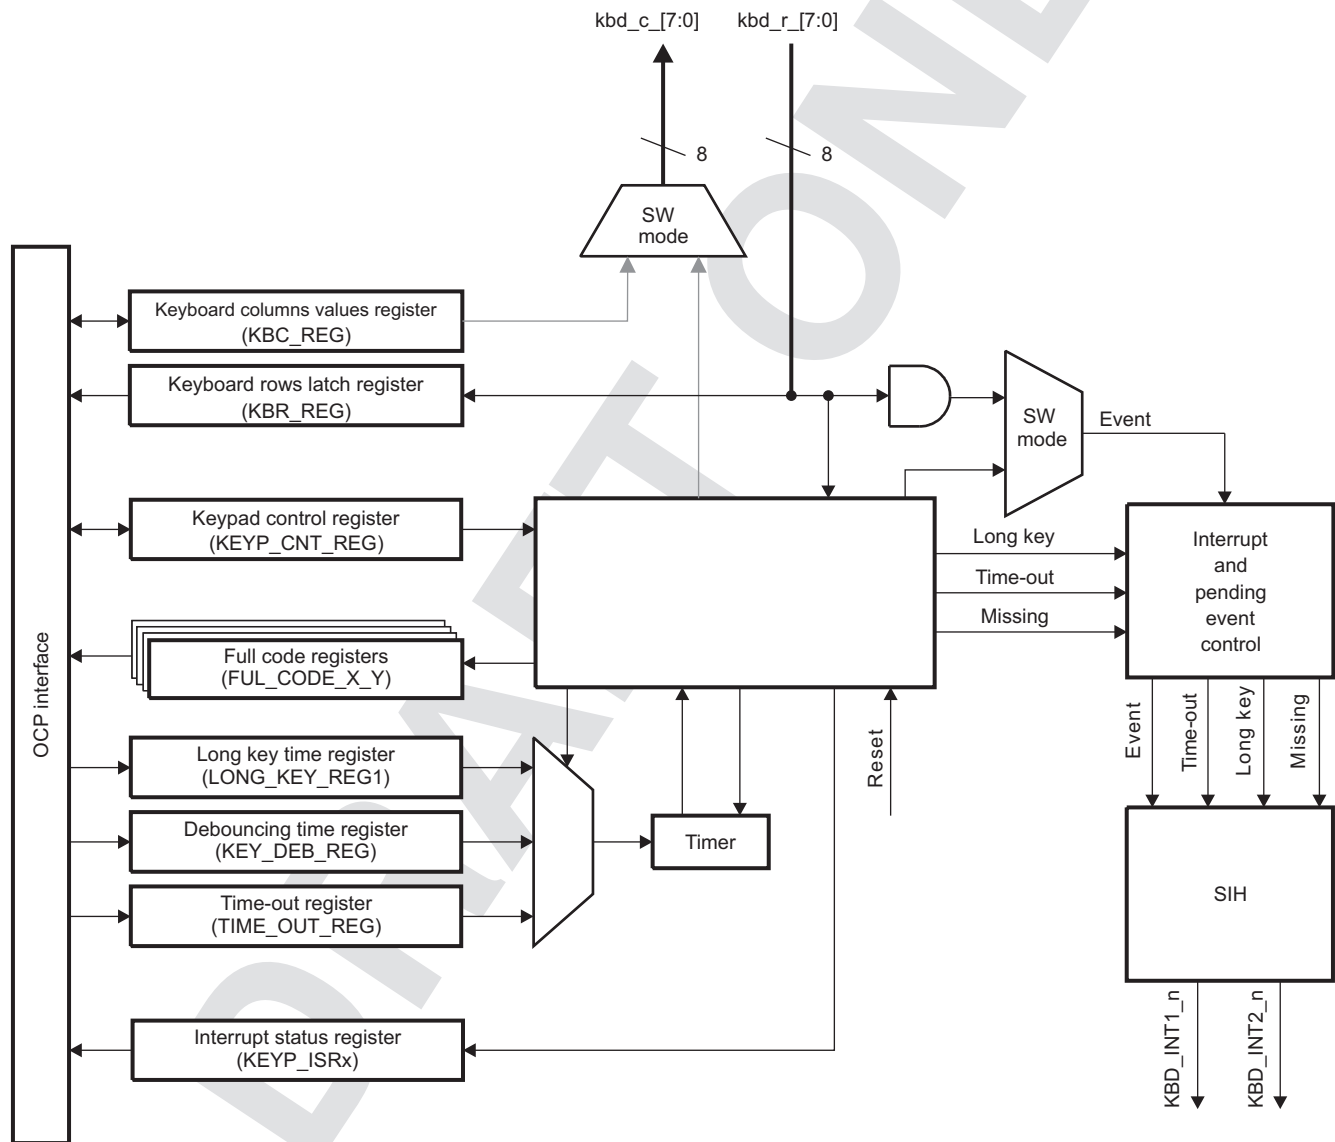 kbd_c_[7:0]
kbd_r_[7:0]
8
8
SW
mode
Keyboard columns values register
(KBC_REG)
Keyboard rows latch register
(KBR_REG)
SW
mode
Event
Keypad control register
(KEYP_CNT_REG)
Long key
Time-out
Missing
Interrupt
and
pending
event
control
OCP interface
Full code registers
(FUL_CODE_X_Y)
Event
Time-out
Long key
Missing
Long key time register
(LONG_KEY_REG1)
Reset
Debouncing time register
(KEY_DEB_REG)
Timer
Time-out register
(TIME_OUT_REG)
SIH
Interrupt status register
(KEYP_ISRx)
KBD_INT1_n
KBD_INT2_n
DRAFT ONL